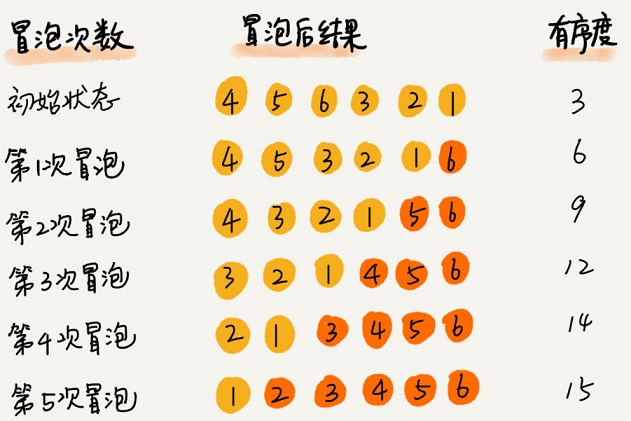 冒泡次数 冒泡后结果 有序度
初始状态 4 5 6 3 2 1 3
第1次冒泡 4 5 3 2 1 6 6
第2次冒泡 4 3 2 1 5 6 9
第3次冒泡 3 2 1 4 5 6 12
第4次冒泡 2 1 3 4 5 6 14
第5次冒泡 1 2 3 4 5 6 15